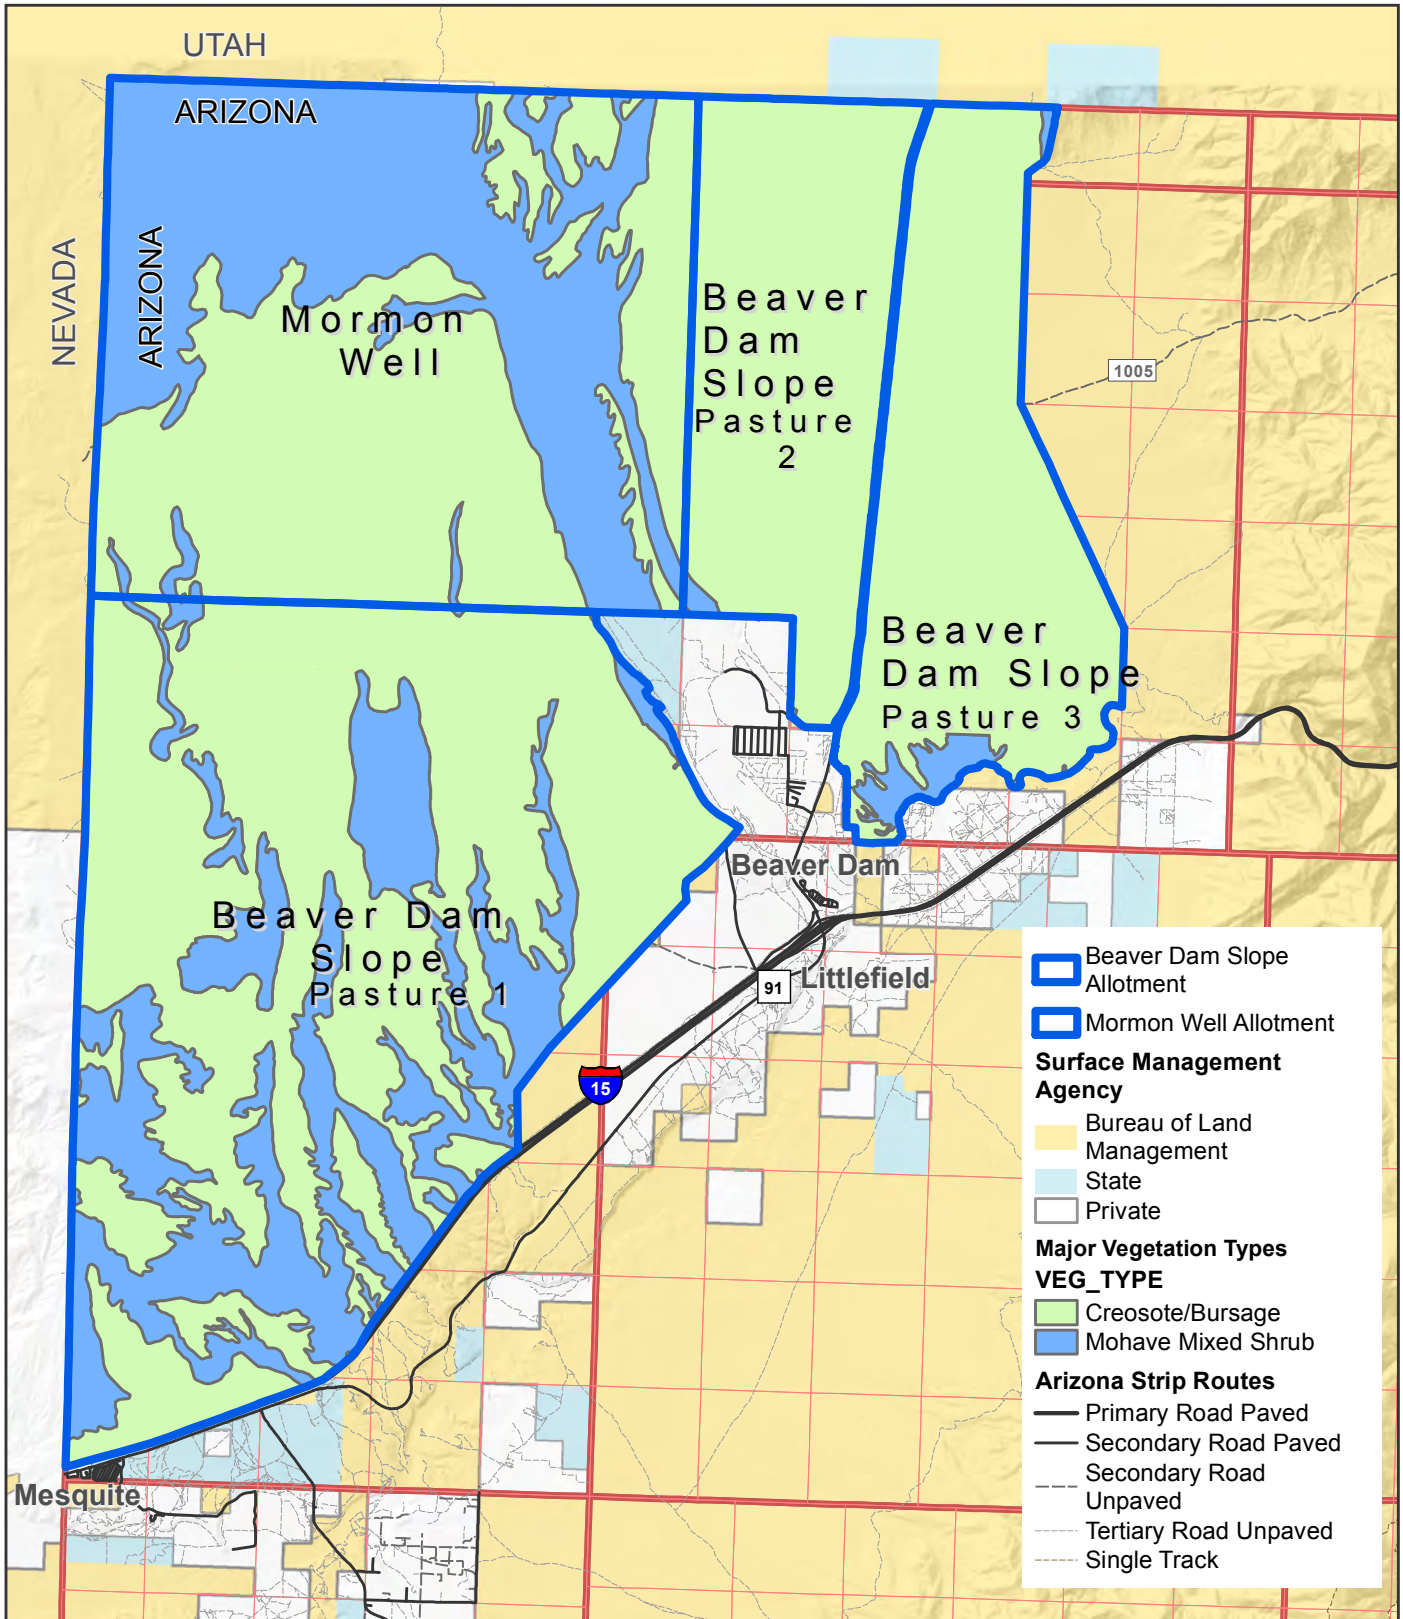 UTAH
ARIZONA
NEVADA
ARIZONA
Mormon
Well
Beaver
Dam
Slope
Pasture
2
1005
Beaver
Dam Slope
Pasture 3
Beaver Dam
Slope
Pasture 1
Beaver Dam
Littlefield
91
15
Mesquite
Beaver Dam Slope
Allotment
Mormon Well Allotment
Surface Management
Agency
Bureau of Land
Management
State
Private
Major Vegetation Types
VEG_TYPE
Creosote/Bursage
Mohave Mixed Shrub
Arizona Strip Routes
Primary Road Paved
Secondary Road Paved
Secondary Road
Unpaved
Tertiary Road Unpaved
Single Track